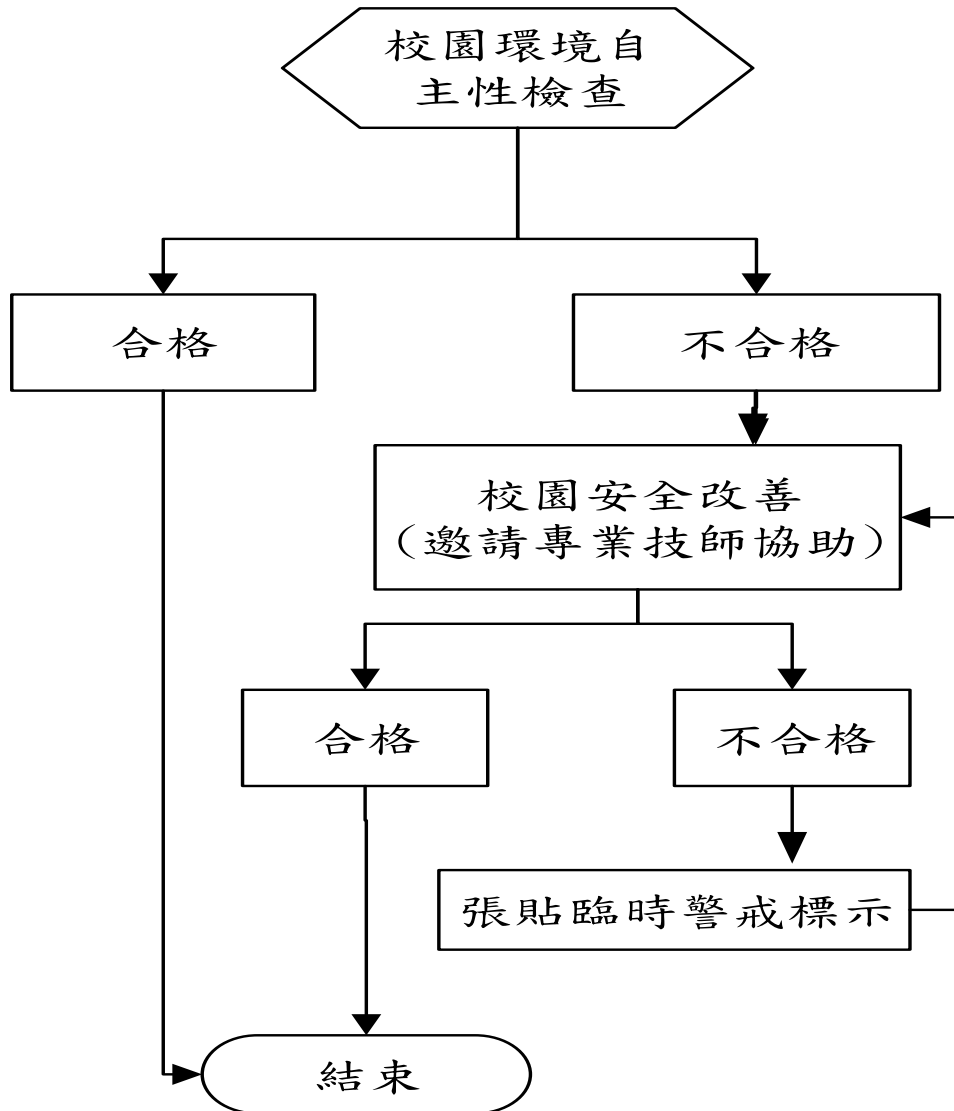 校園環境自
主性檢查
合格
不合格
校園安全改善
（邀請專業技師協助）
合格
不合格
張貼臨時警戒標示
結束